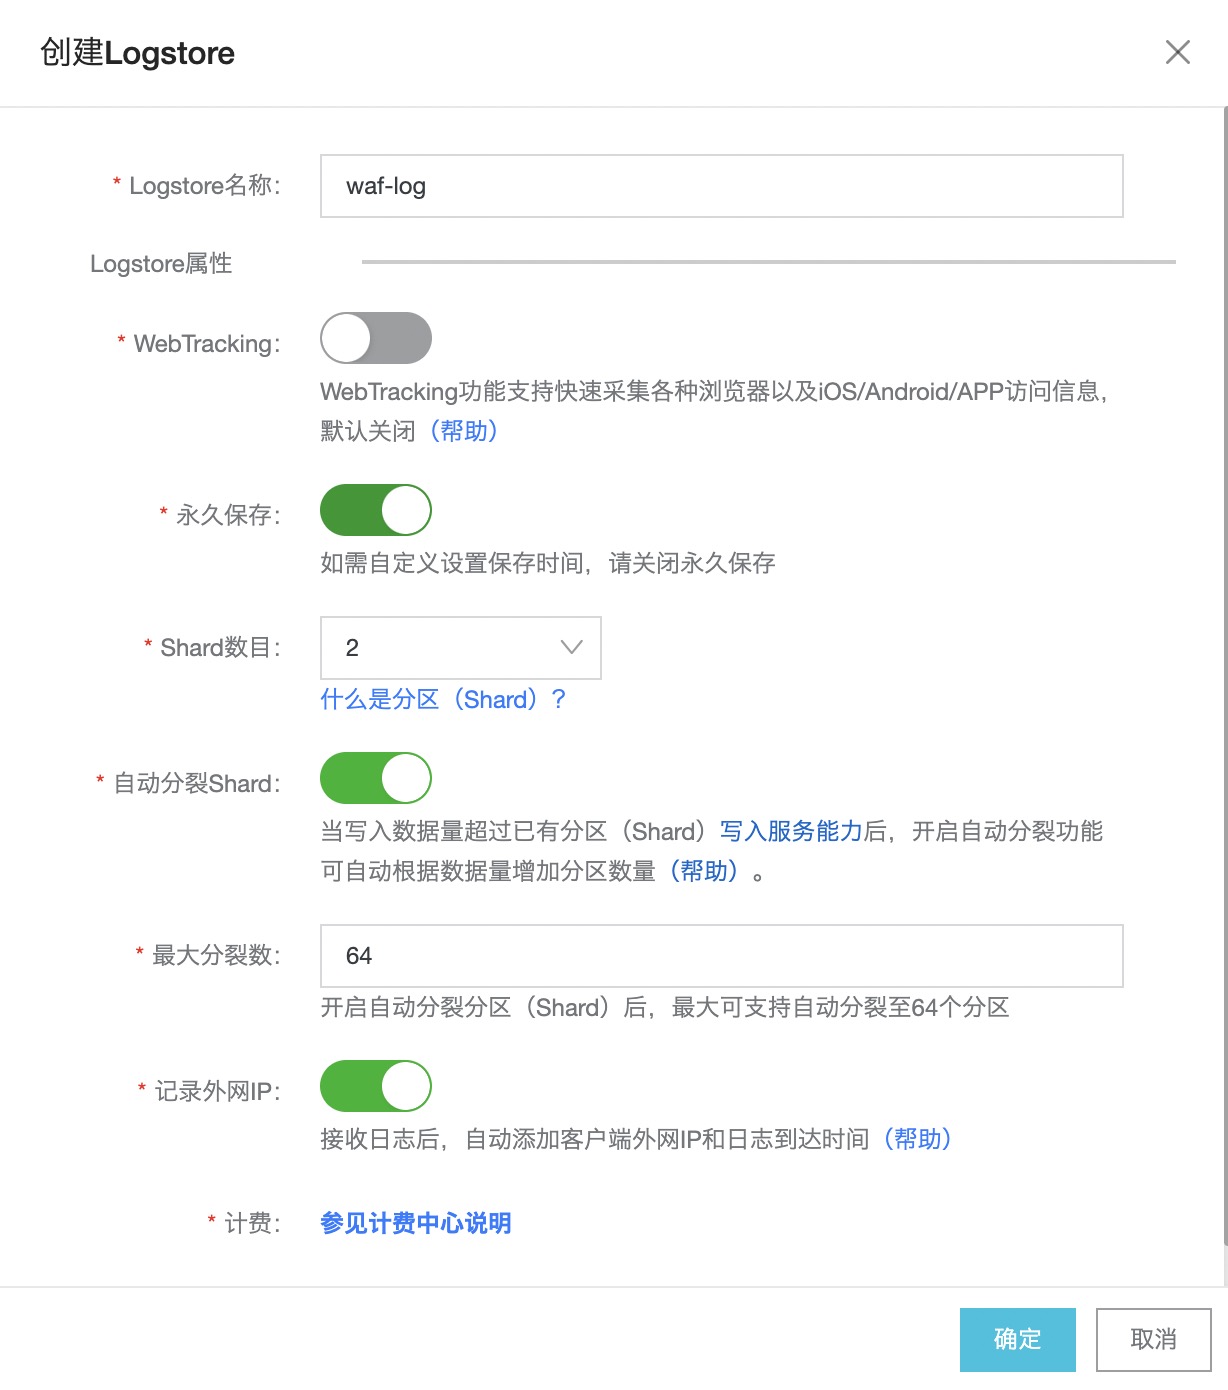 创建Logstore
* Logstore名称:
waf-log
Logstore属性
* WebTracking:
WebTracking功能支持快速采集各种浏览器以及iOS/Android/APP访问信息,
默认关闭（帮助）
* 永久保存:
如需自定义设置保存时间，请关闭永久保存
* Shard数目:
2
什么是分区（Shard）?
* 自动分裂Shard:
当写入数据量超过已有分区（Shard）写入服务能力后，开启自动分裂功能
可自动根据数据量增加分区数量（帮助）。
* 最大分裂数:
64
开启自动分裂分区（Shard）后，最大可支持自动分裂至64个分区
* 记录外网IP:
接收日志后，自动添加客户端外网IP和日志到达时间（帮助）
* 计费:
参见计费中心说明
确定
取消